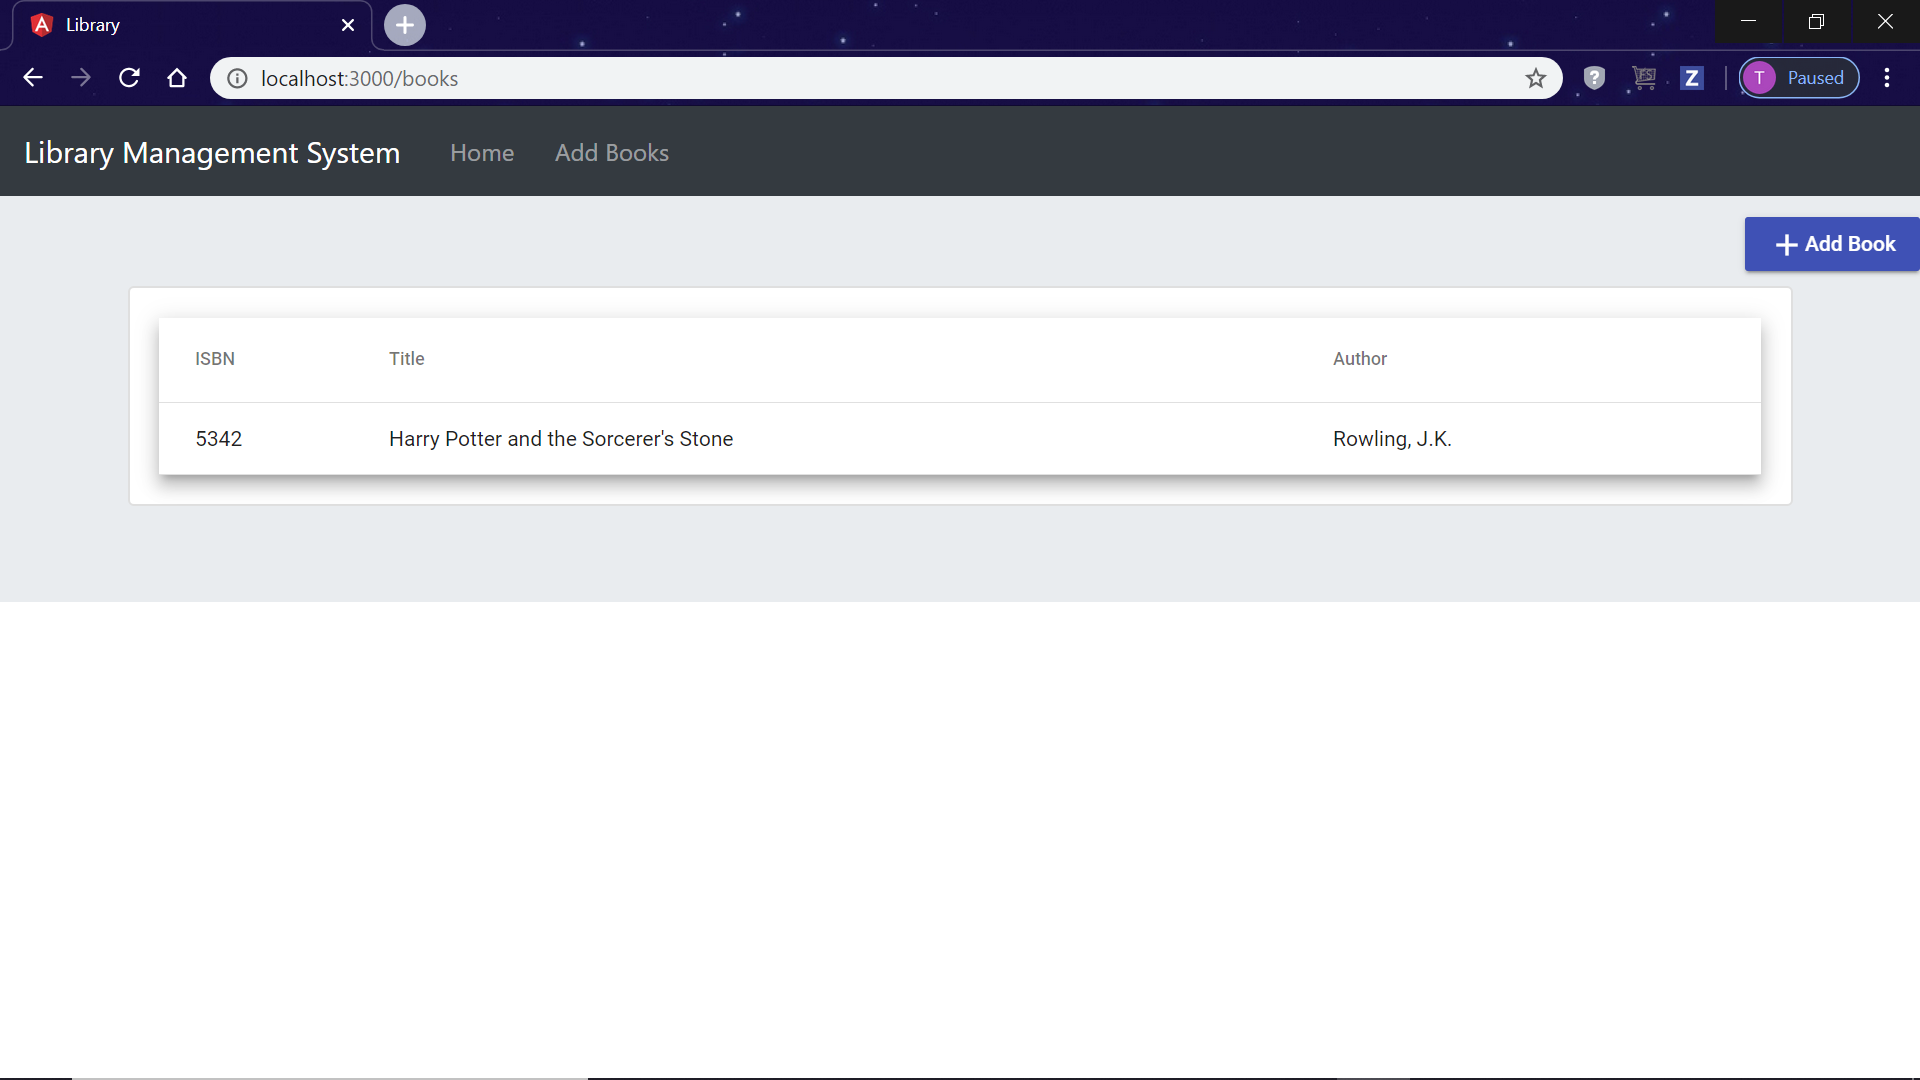 Library
localhost:3000/books
T Paused
Library Management System Home Add Books
Add Book
ISBN Title Author
5342 Harry Potter and the Sorcerer's Stone Rowling, J.K.